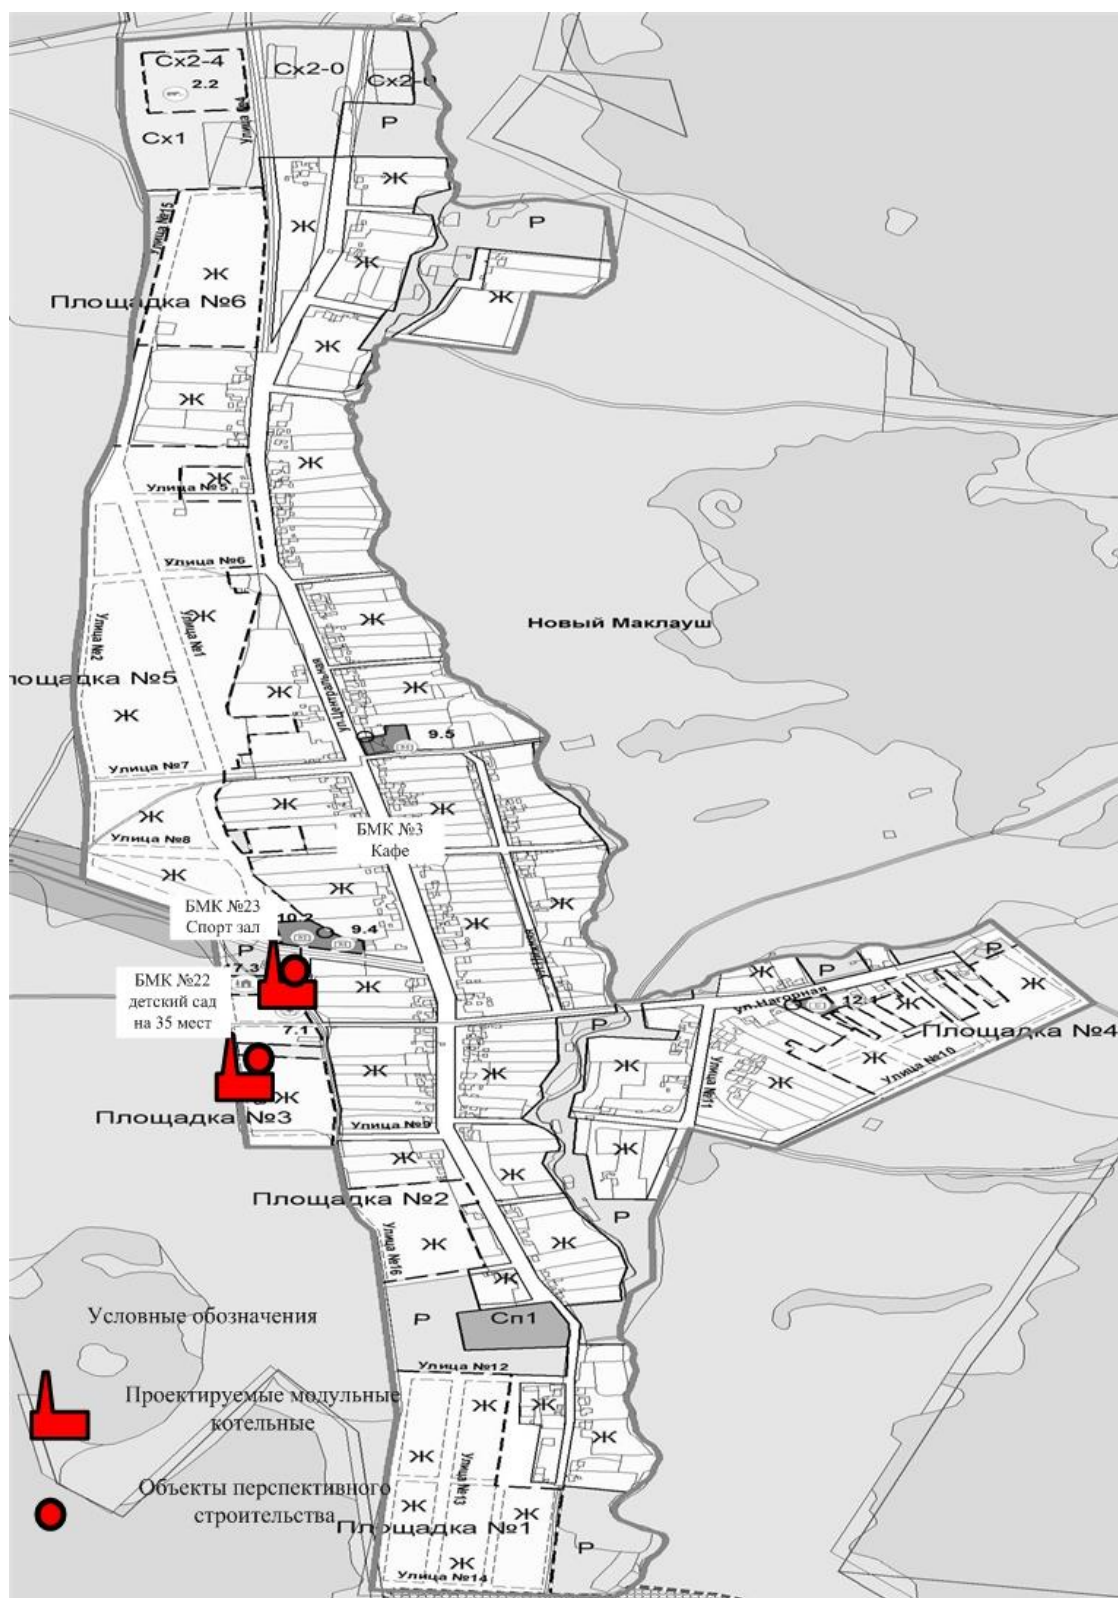 Сх2-4
2.2
Сх2-0
Сх2-0
Сх1
Р
Ж
Улица №15
Ж
Р
Ж
Ж
Площадка №6
Ж
Ж
Ж
Ж
Ж
Улица №5
Улица №6
Ж
Ж
Новый Маклауш
Улица №2
Улица №1
ул.Центральная
лощадка №5
Ж
Ж
Ж
9.5
Улица №7
Ж
Ж
Ж
Улица №8
БМК №3
Кафе
Ж
Ж
БМК №23
Спорт зал
10.2
9.4
Ж
Ж
Р
7.3
БМК №22
детский сад
на 35 мест
Ж
7.1
Р
Ж
Р
Р
ул.Нагорная
12.1
Ж
Ж
Площадка №4
Ж
Улица №10
Ж
Улица №11
Ж
Ж
Ж
Ж
Площадка №3
Улица №9
Ж
Ж
Ж
Площадка №2
Р
Улица №16
Ж
Ж
Ж
Условные обозначения
Р
Сп1
Улица №12
Проектируемые модульные
котельные
Ж
Ж
Ж
Ж
Улица №13
Объекты перспективного
строительства
Ж
Ж
Площадка №1
Р
Ж
Улица №14